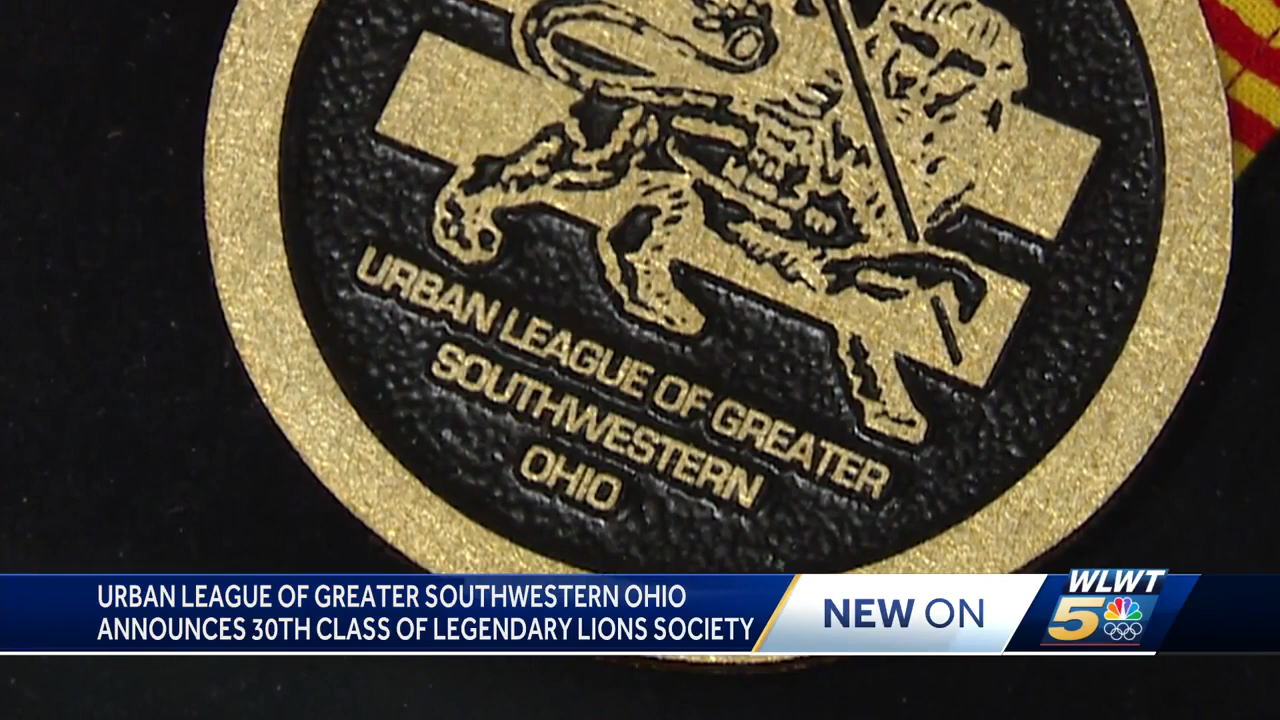 URBAN LEAGUE OF GREATER
SOUTHWESTERN
OHIO
URBAN LEAGUE OF GREATER SOUTHWESTERN OHIO
ANNOUNCES 30TH CLASS OF LEGENDARY LIONS SOCIETY
NEW ON
WLWT
5